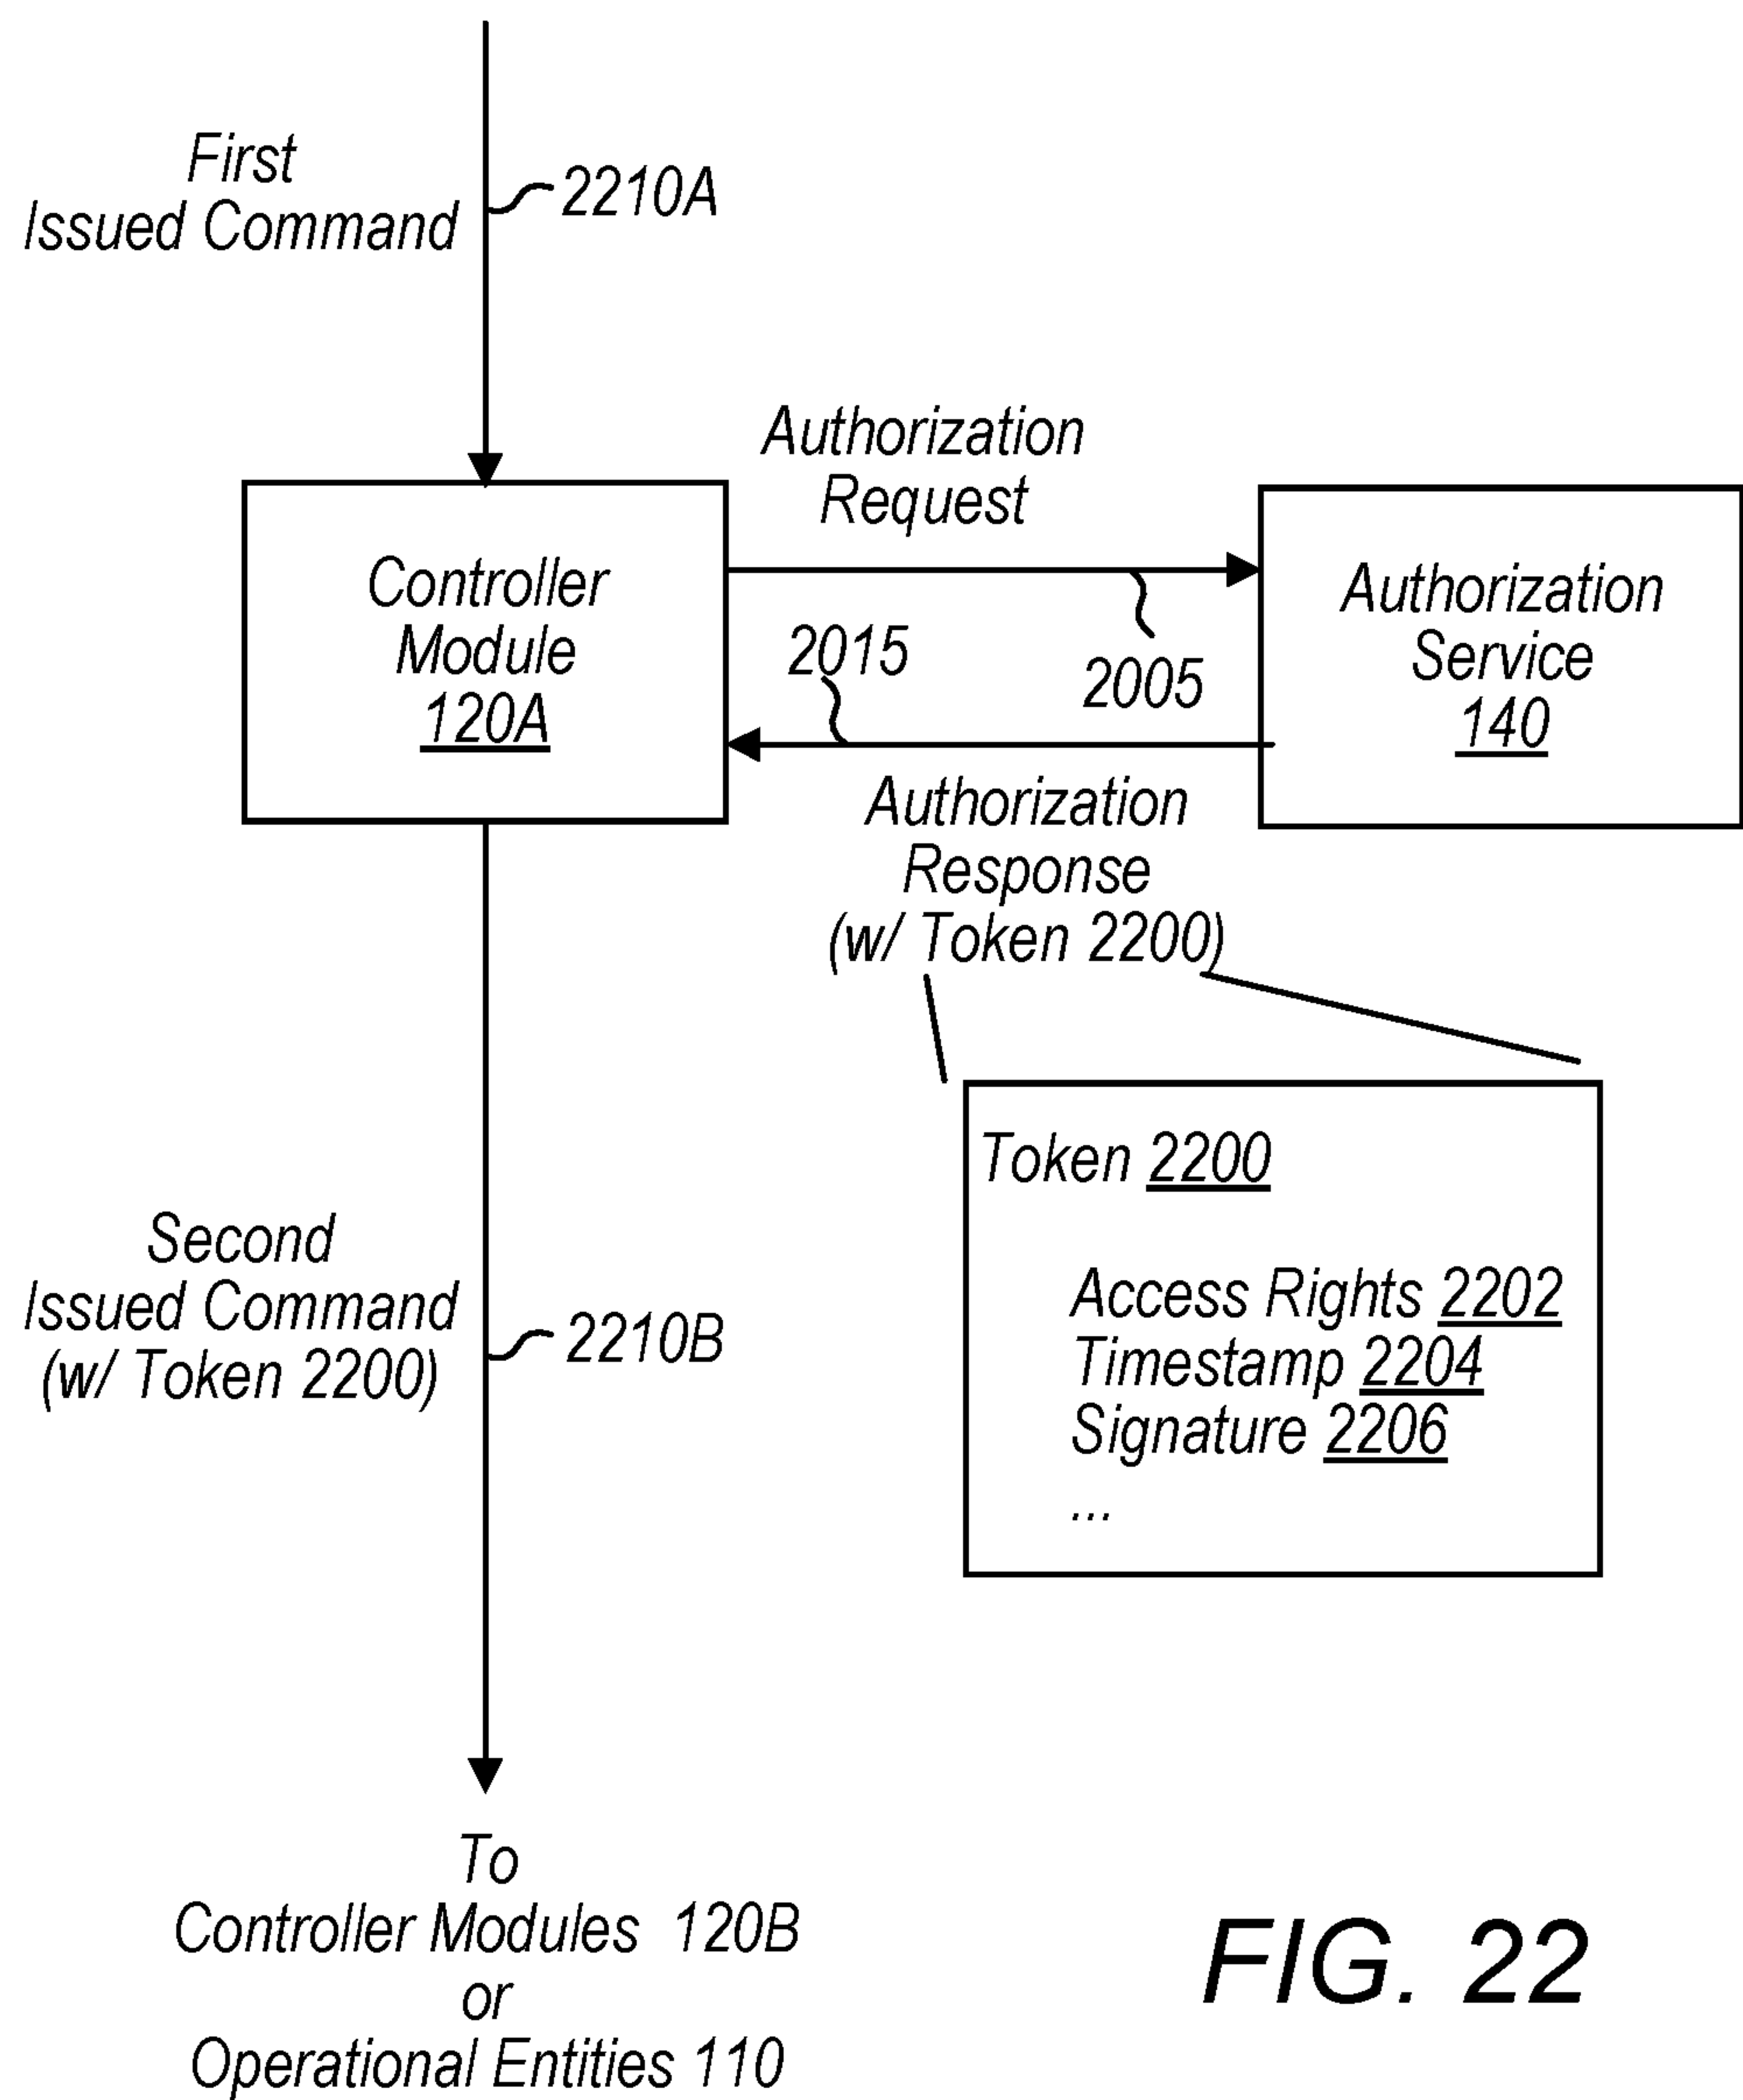 First
Issued Command
2210A
Authorization
Request
Controller
Module
120A
2015
2005
Authorization
Service
140
Authorization
Response
(w/ Token 2200)
Token 2200
Access Rights 2202
Timestamp 2204
Signature 2206
...
Second
Issued Command
(w/ Token 2200)
2210B
To
Controller Modules 120B
or
Operational Entities 110
FIG. 22